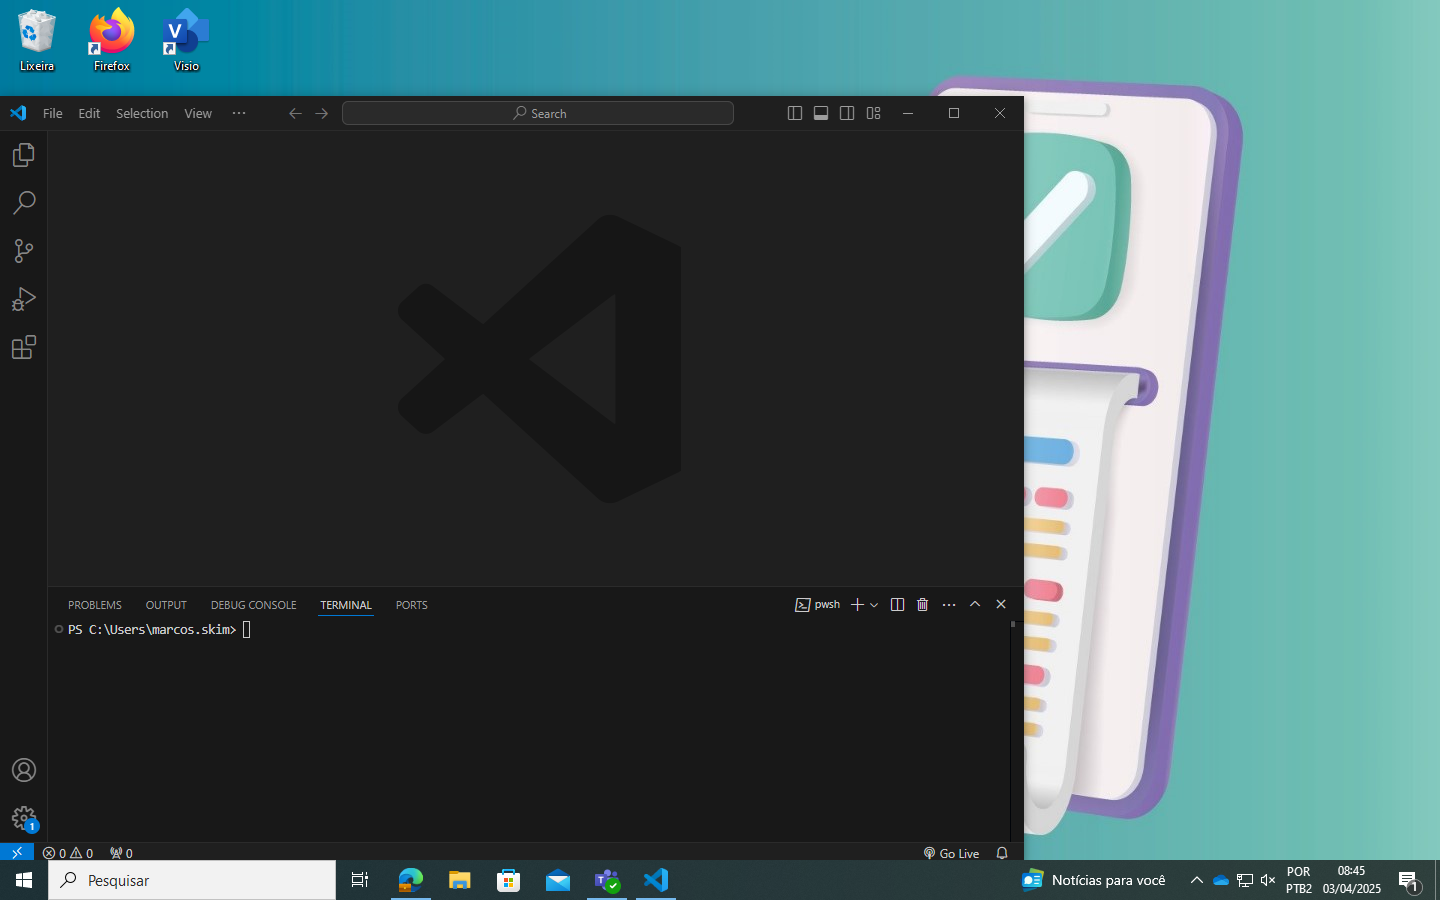 Lixeira
Firefox
Visio
File Edit Selection View
Search
PROBLEMS OUTPUT DEBUG CONSOLE TERMINAL PORTS
pwsh
PS C:\Users\marcos.skim>
1
0 0 0
Go Live
Pesquisar
Notícias para você
POR
PTB2
08:45
03/04/2025
1